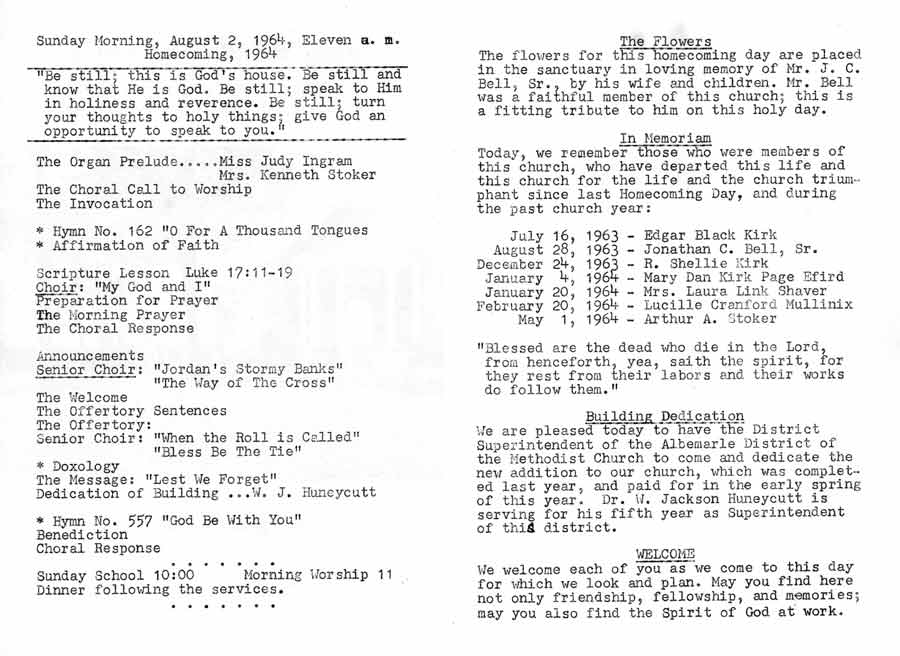 Sunday Morning, August 2, 1964, Eleven a. m.
Homecoming, 1964
"Be still; this is God's house. Be still and
know that He is God. Be still; speak to Him
in holiness and reverence. Be still; turn
your thoughts to holy things; give God an
opportunity to speak to you."
The Organ Prelude.....Miss Judy Ingram
Mrs. Kenneth Stoker
The Choral Call to Worship
The Invocation
* Hymn No. 162 "O For A Thousand Tongues
* Affirmation of Faith
Scripture Lesson Luke 17:11-19
Choir: "My God and I"
Preparation for Prayer
The Morning Prayer
The Choral Response
Announcements
Senior Choir: "Jordan's Stormy Banks"
"The Way of The Cross"
The Welcome
The Offertory Sentences
The Offertory:
Senior Choir: "When the Roll is Called"
"Bless Be The Tie"
* Doxology
The Message: "Lest We Forget"
Dedication of Building ...W. J. Huneycutt
* Hymn No. 557 "God Be With You"
Benediction
Choral Response
. . . . . . .
Sunday School 10:00 Morning Worship 11
Dinner following the services.
. . . . . . .
The Flowers
The flowers for this homecoming day are placed
in the sanctuary in loving memory of Mr. J. C.
Bell, Sr., by his wife and children. Mr. Bell
was a faithful member of this church; this is
a fitting tribute to him on this holy day.
In Memoriam
Today, we remember those who were members of
this church, who have departed this life and
this church for the life and the church trium-
phant since last Homecoming Day, and during
the past church year:
July 16, 1963 - Edgar Black Kirk
August 28, 1963 - Jonathan C. Bell, Sr.
December 24, 1963 - R. Shellie Kirk
January 4, 1964 - Mary Dan Kirk Page Efird
January 20, 1964 - Mrs. Laura Link Shaver
February 20, 1964 - Lucille Cranford Mullinix
May 1, 1964 - Arthur A. Stoker
"Blessed are the dead who die in the Lord,
from henceforth, yea, saith the spirit, for
they rest from their labors and their works
do follow them."
Building Dedication
We are pleased today to have the District
Superintendent of the Albemarle District of
the Methodist Church to come and dedicate the
new addition to our church, which was complet-
ed last year, and paid for in the early spring
of this year. Dr. W. Jackson Huneycutt is
serving for his fifth year as Superintendent
of this district.
WELCOME
We welcome each of you as we come to this day
for which we look and plan. May you find here
not only friendship, fellowship, and memories;
may you also find the Spirit of God at work.